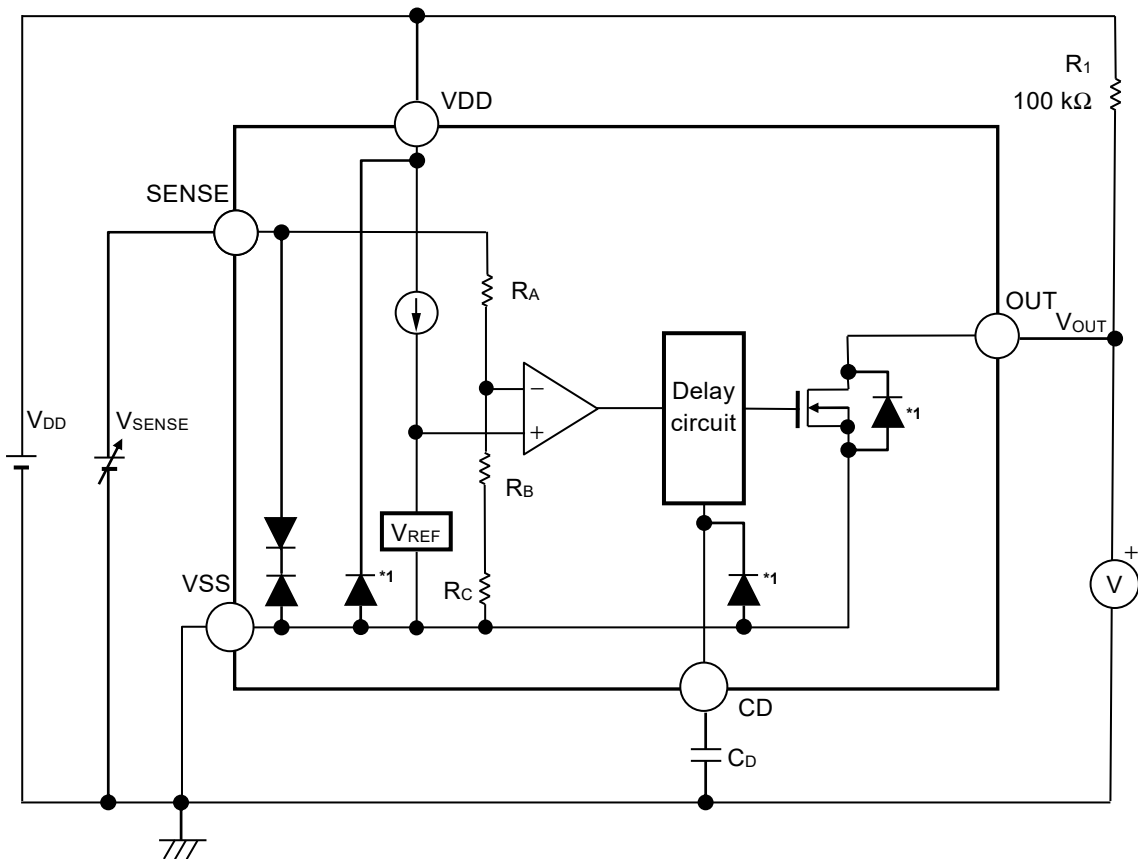 R1
100 kΩ
VDD
SENSE
RA
OUT
VOUT
VDD
VSENSE
−
+
Delay
circuit
*1
RB
VREF
VSS
*1
RC
*1
+
V
CD
CD